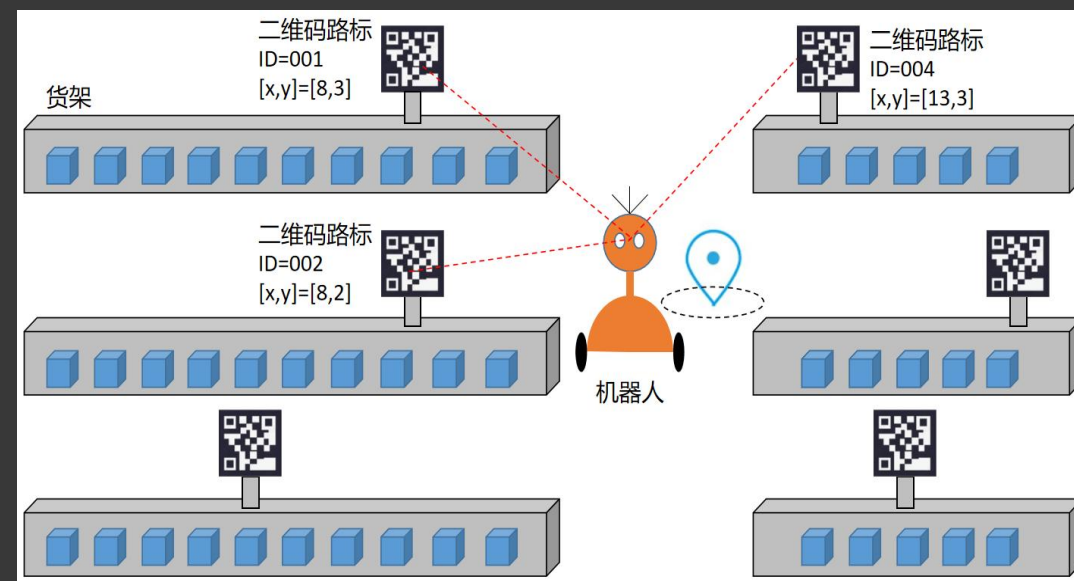 二维码路标
ID=001
[x,y]=[8,3]
二维码路标
ID=004
[x,y]=[13,3]
货架
二维码路标
ID=002
[x,y]=[8,2]
机器人